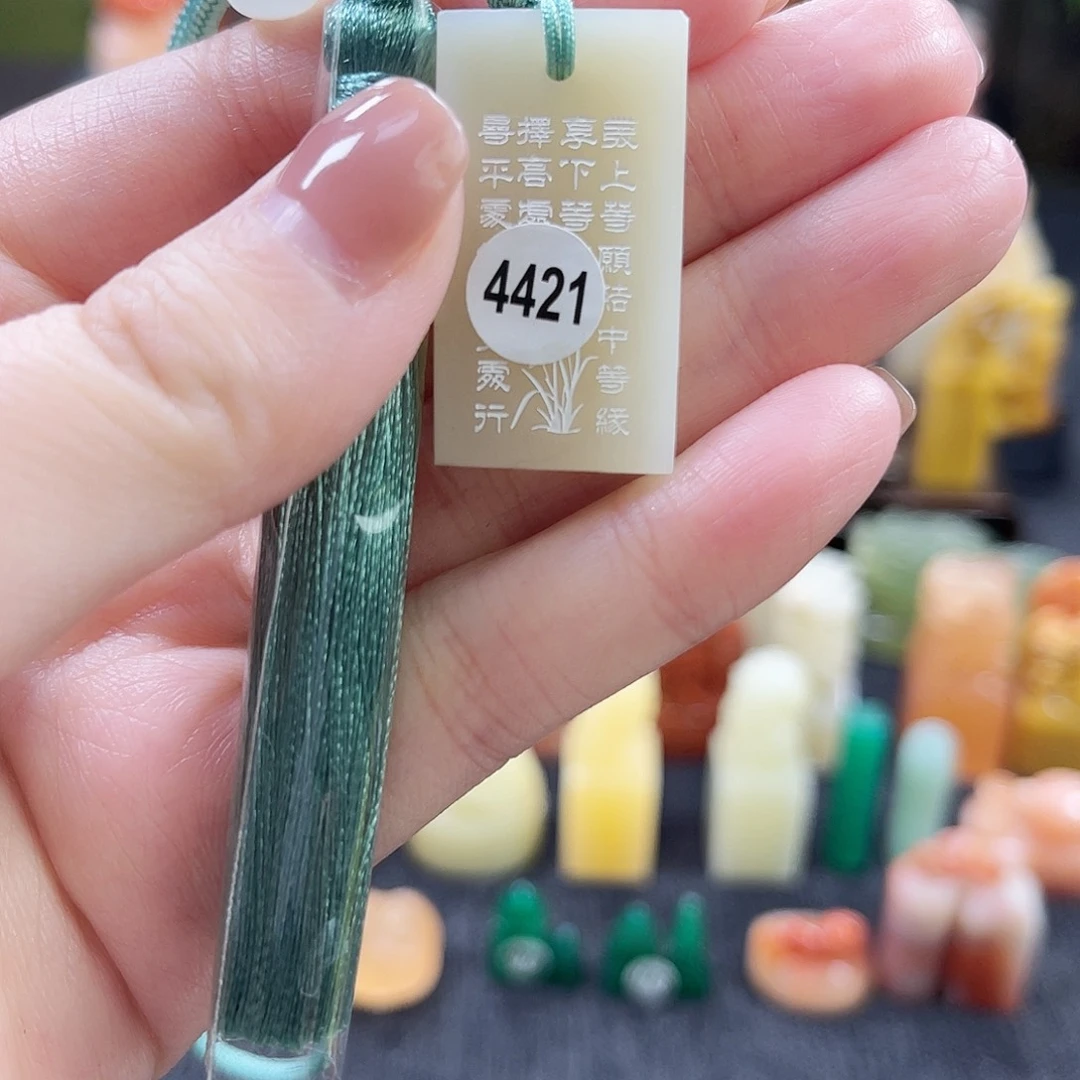 發上等願結中等緣
享下等
擇高處
尋平處
處行
4421